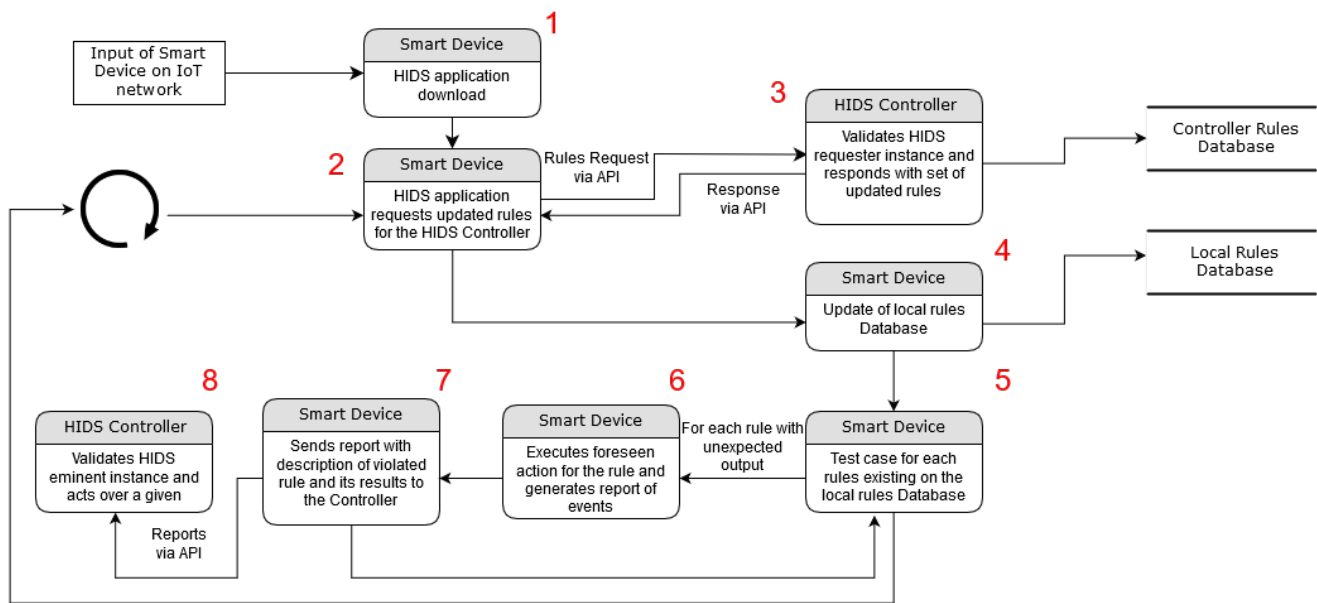 1
Smart Device
HIDS application
download
Input of Smart
Device on IoT
network
2
Smart Device
HIDS application
requests updated rules
for the HIDS Controller
Rules Request
via API
Response
via API
3
HIDS Controller
Validates HIDS
requester instance and
responds with set of
updated rules
Controller Rules
Database
4
Smart Device
Update of local rules
Database
Local Rules
Database
5
Smart Device
Test case for each
rules existing on the
local rules Database
For each rule with
unexpected
output
6
Smart Device
Executes foreseen
action for the rule and
generates report of
events
7
Smart Device
Sends report with
description of violated
rule and its results to
the Controller
8
HIDS Controller
Validates HIDS
eminent instance and
acts over a given
Reports
via API